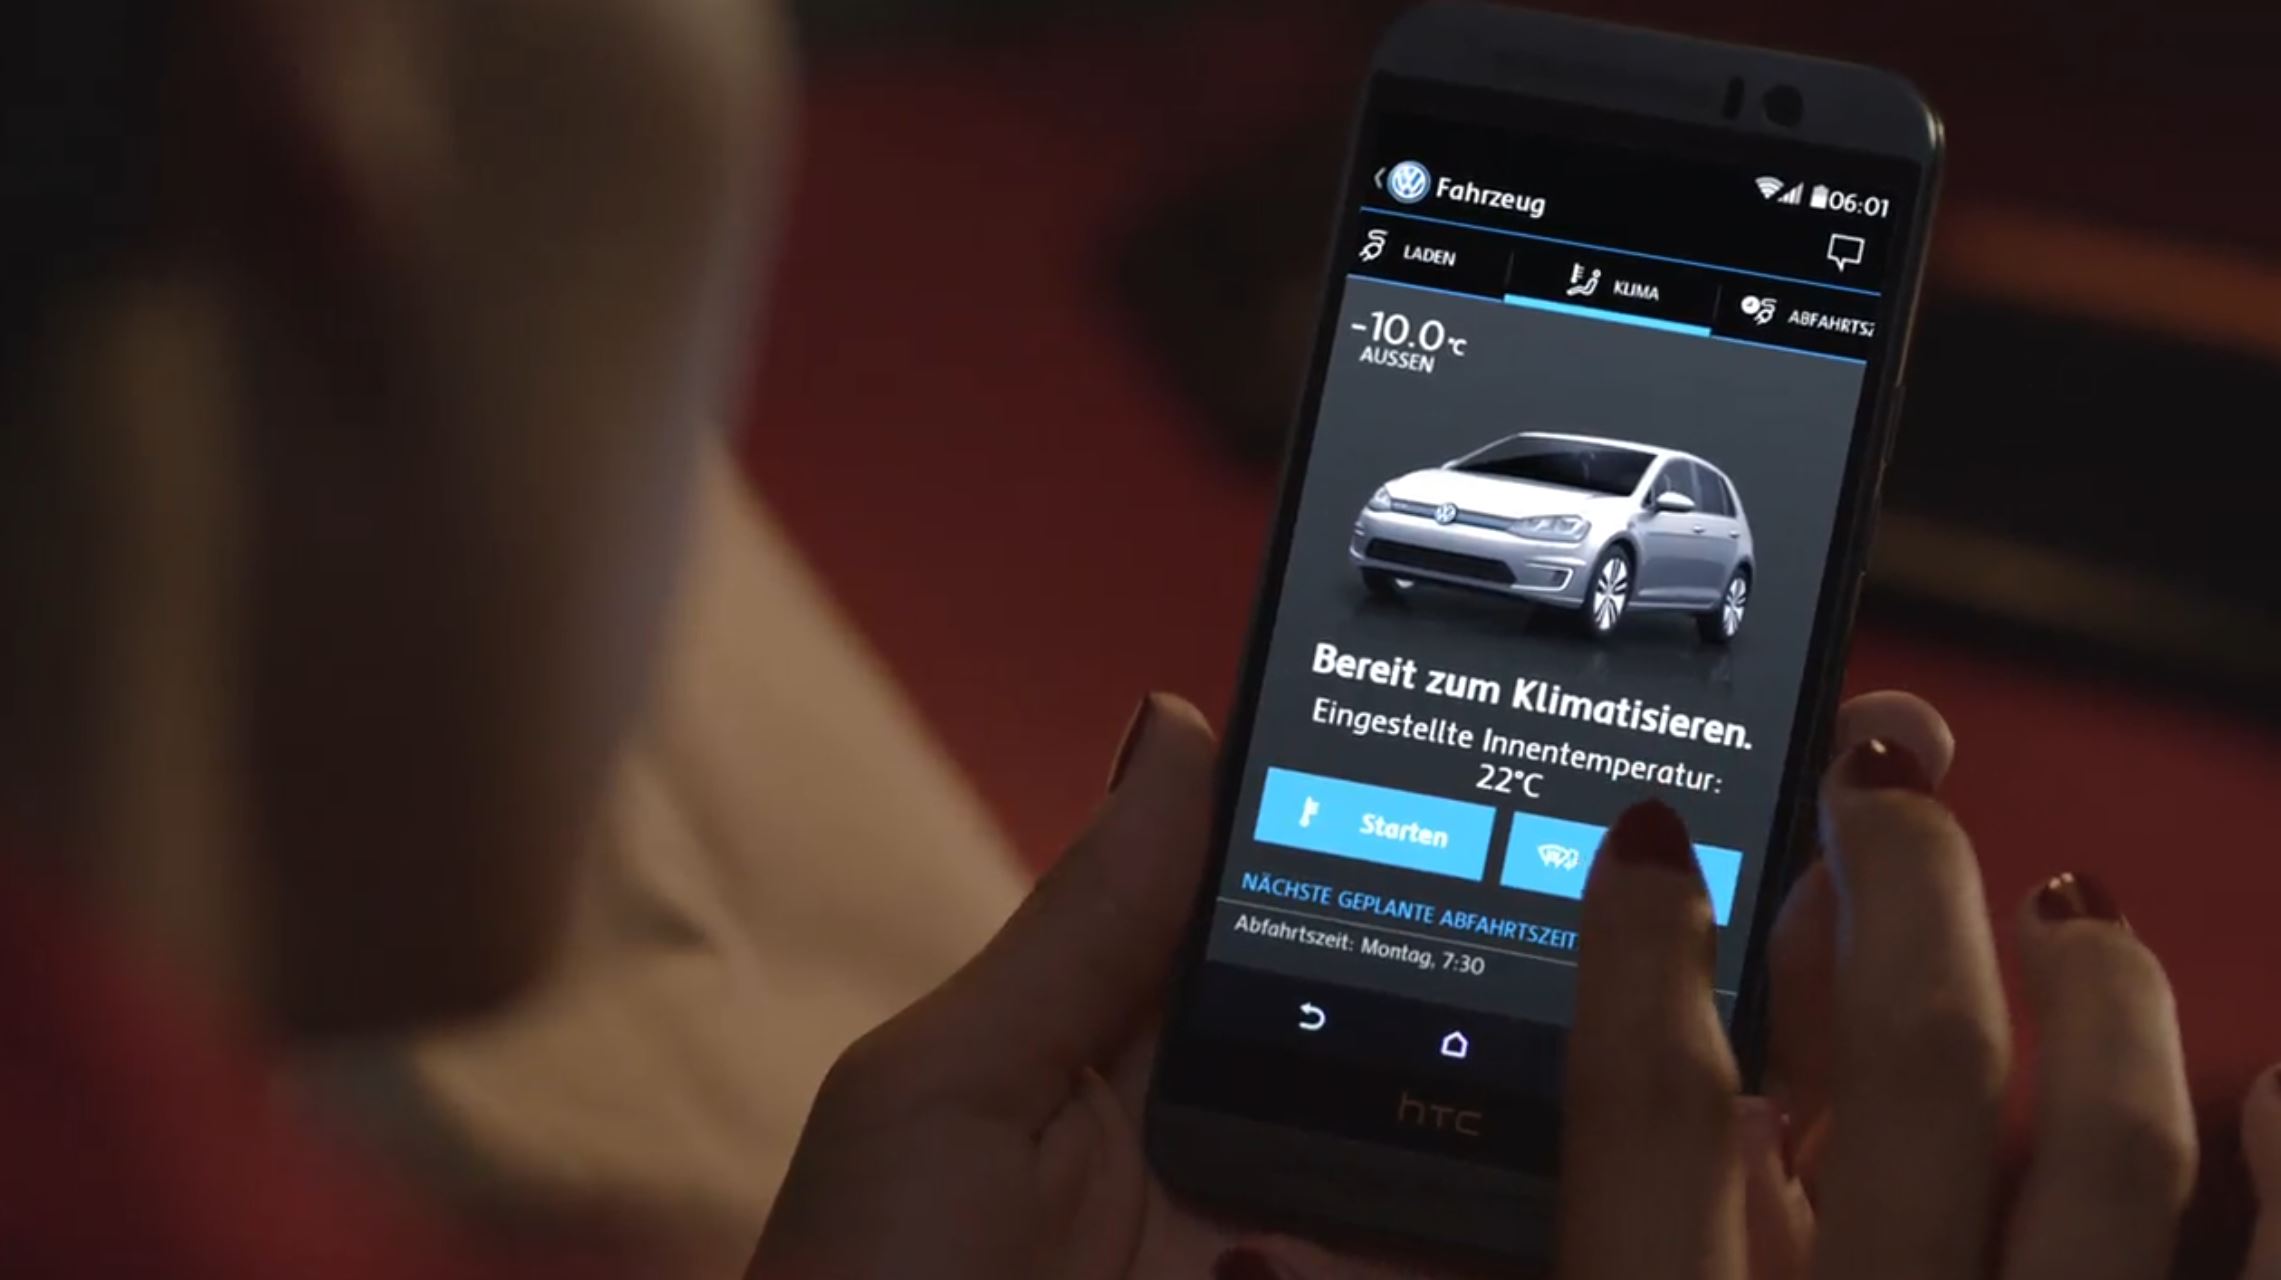 Fahrzeug 06:01
LADEN KLIMA ABFAHRTSZ
-10.0°C
AUSSEN
Bereit zum Klimatisieren.
Eingestellte Innentemperatur:
22°C
Starten
NÄCHSTE GEPLANTE ABFAHRTSZEIT
Abfahrtszeit: Montag, 7:30
hTC